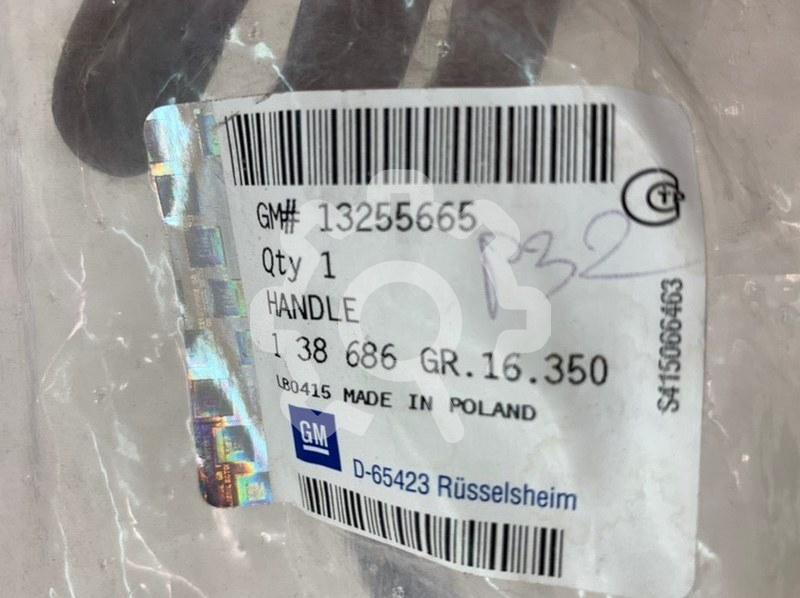 GM# 13255665
Qty 1
P32
HANDLE
1 38 686 GR.16.350
LB0415 MADE IN POLAND
GM
D-65423 Rüsselsheim
S415066463